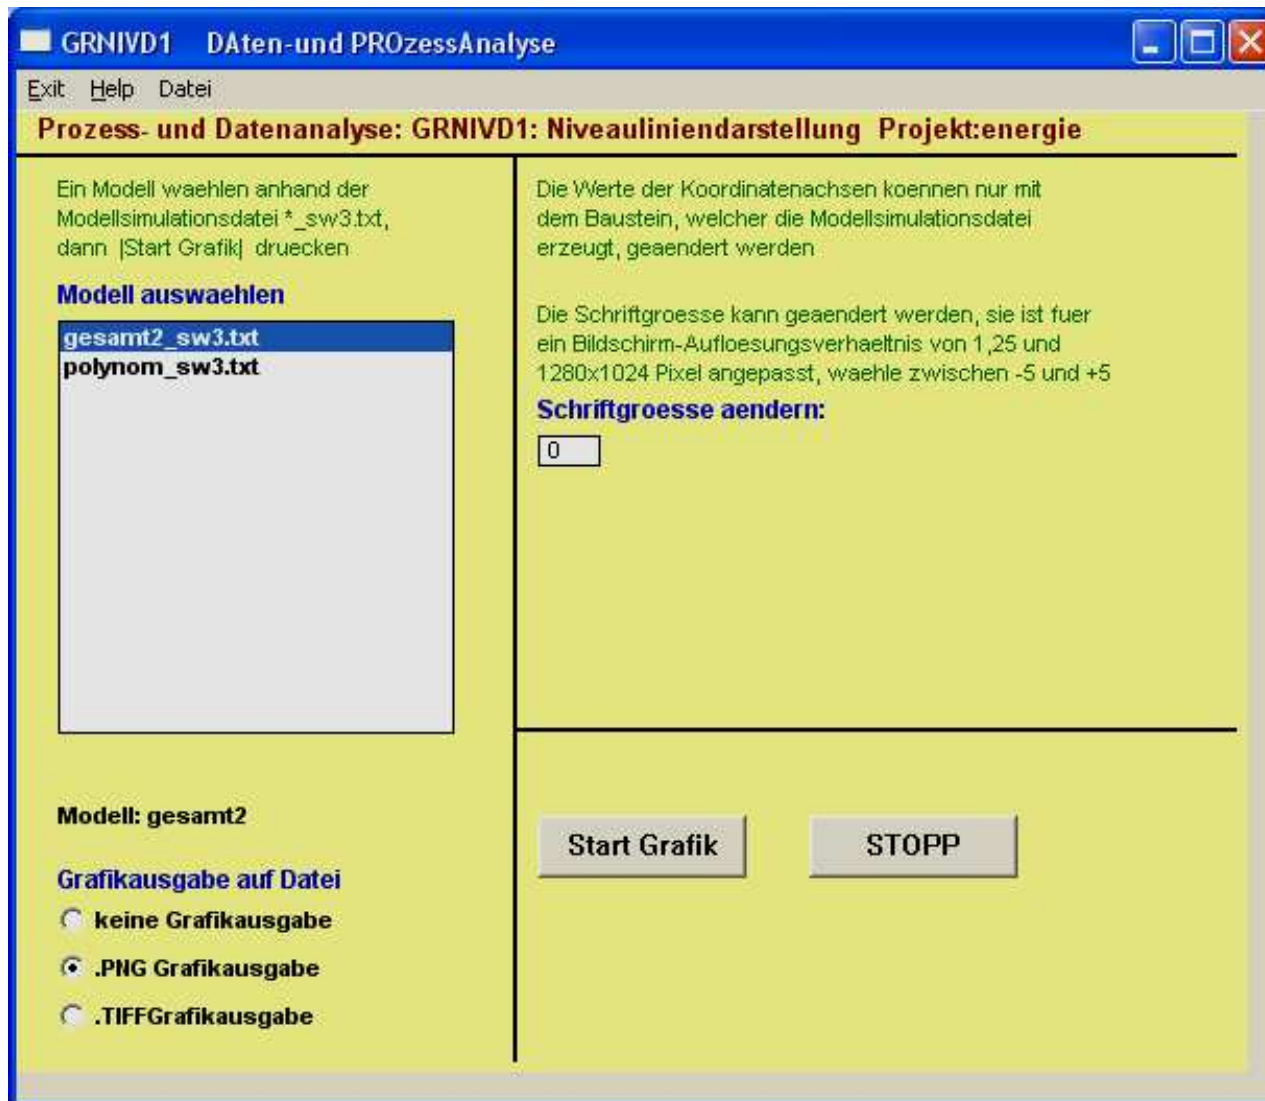 GRNIVD1 DAten-und PROzessAnalyse
Exit Help Datei
Prozess- und Datenanalyse: GRNIVD1: Niveauliniendarstellung Projekt:energie
Ein Modell waehlen anhand der
Modellsimulationsdatei *_sw3.txt,
dann |Start Grafik| druecken
Modell auswaehlen
gesamt2_sw3.txt
polynom_sw3.txt
Modell: gesamt2
Grafikausgabe auf Datei
keine Grafikausgabe
.PNG Grafikausgabe
.TIFFGrafikausgabe
Die Werte der Koordinatenachsen koennen nur mit
dem Baustein, welcher die Modellsimulationsdatei
erzeugt, geaendert werden
Die Schriftgroesse kann geaendert werden, sie ist fuer
ein Bildschirm-Aufloesungsverhaeltnis von 1,25 und
1280x1024 Pixel angepasst, waehle zwischen -5 und +5
Schriftgroesse aendern:
0
Start Grafik STOPP